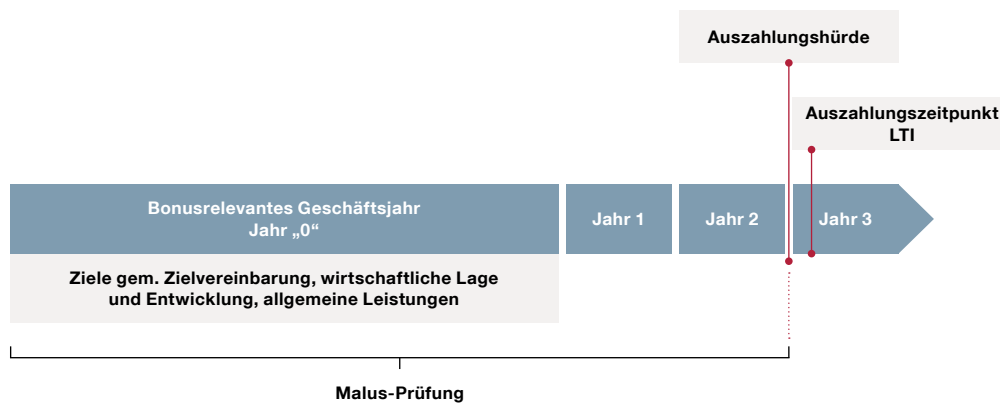 Auszahlungshürde
Auszahlungszeitpunkt
LTI
Bonusrelevantes Geschäftsjahr
Jahr „0“
Jahr 1
Jahr 2
Jahr 3
Ziele gem. Zielvereinbarung, wirtschaftliche Lage
und Entwicklung, allgemeine Leistungen
Malus-Prüfung